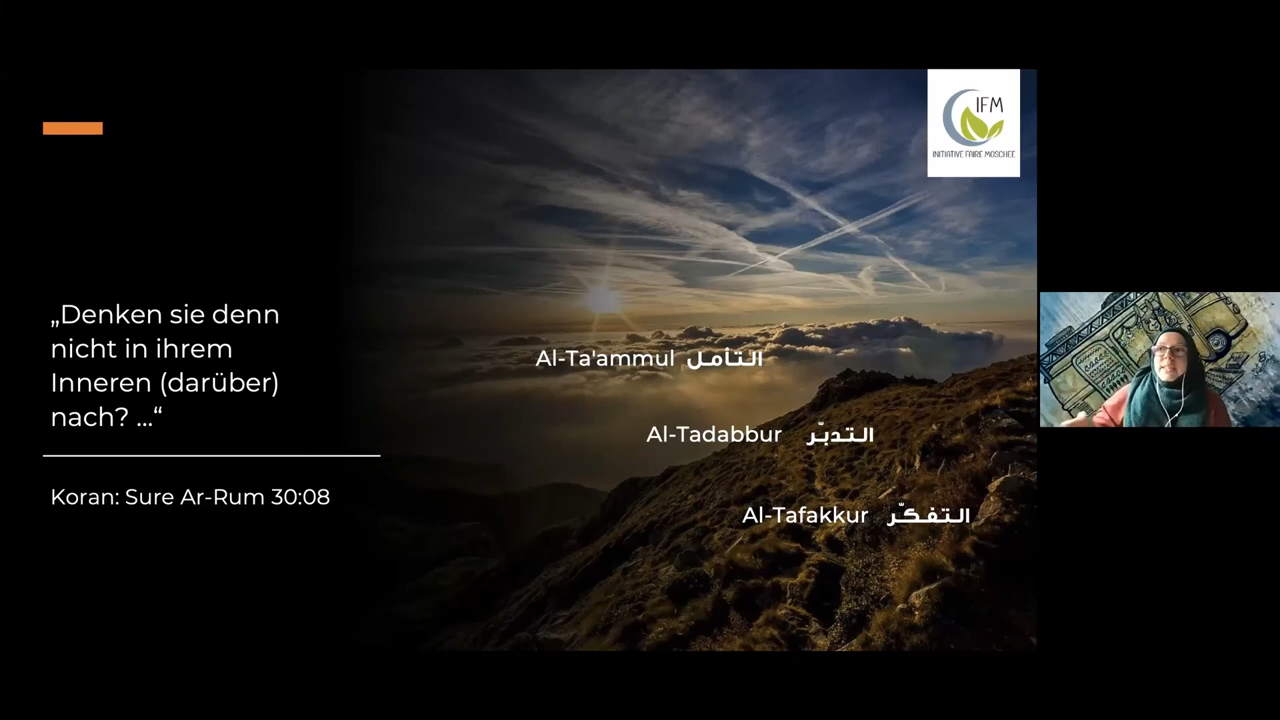 IFM
INITIATIVE FAIRE MOSCHEE
„Denken sie denn
nicht in ihrem
Inneren (darüber)
nach? ...“
Koran: Sure Ar-Rum 30:08
Al-Ta'ammul التأمل
Al-Tadabbur التدبّر
Al-Tafakkur التفكّر